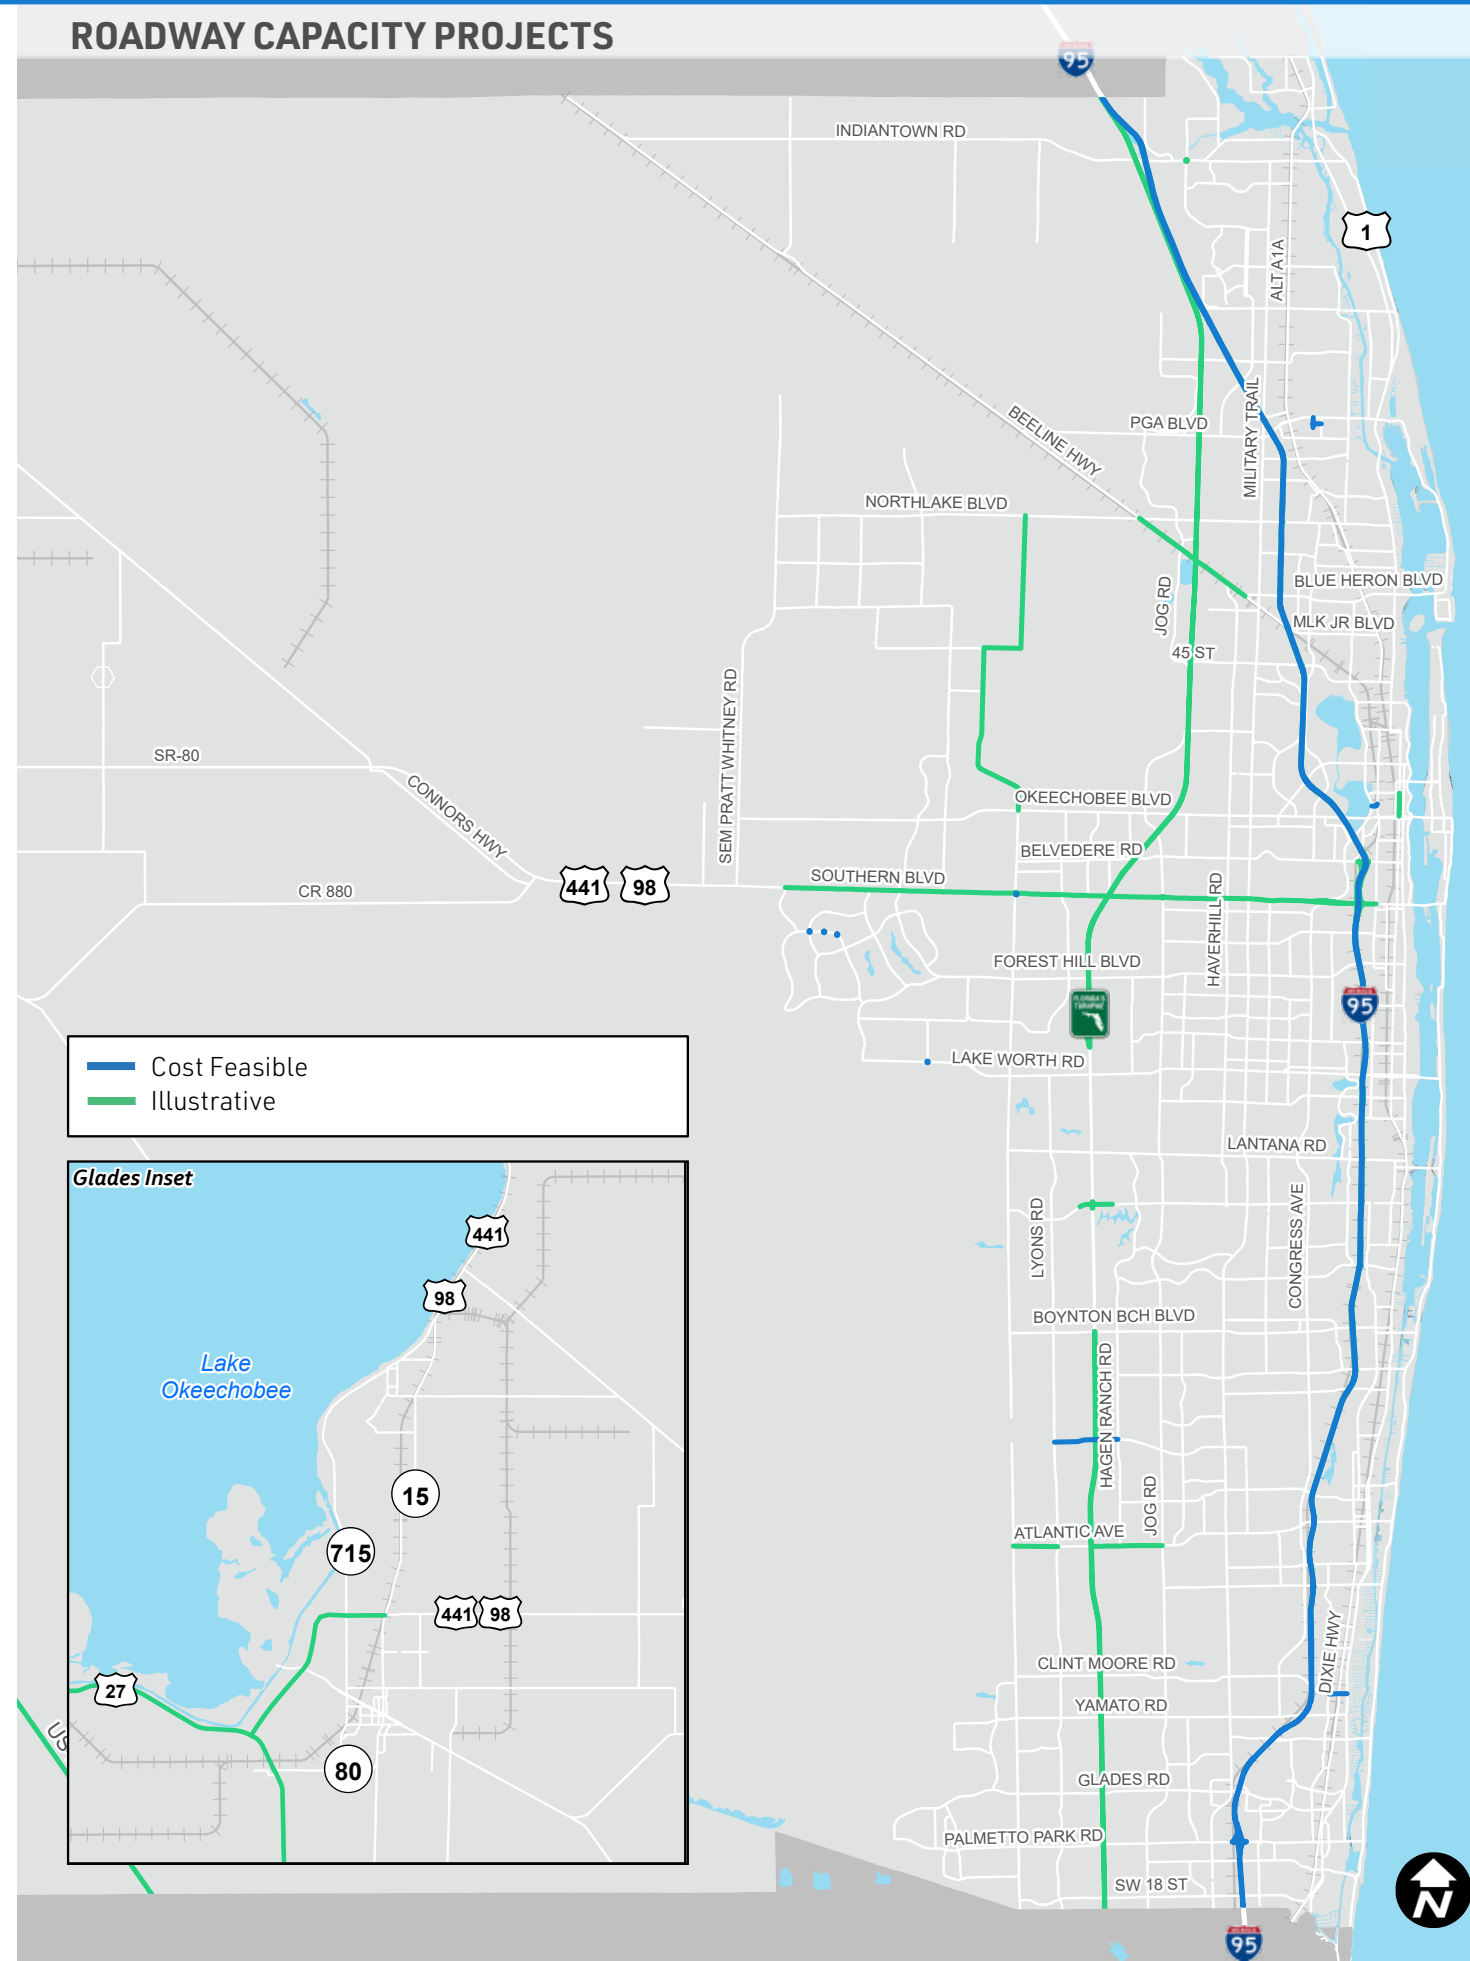 ROADWAY CAPACITY PROJECTS
95
INDIANTOWN RD
1
ALT A1A
MILITARY TRAIL
PGA BLVD
BEELINE HWY
NORTHLAKE BLVD
JOG RD
BLUE HERON BLVD
MLK JR BLVD
45 ST
SEM PRATT WHITNEY RD
SR-80
CONNORS HWY
OKEECHOBEE BLVD
BELVEDERE RD
441
98
SOUTHERN BLVD
CR 880
HAVERHILL RD
FOREST HILL BLVD
95
FLORIDA'S
TURNPIKE
LAKE WORTH RD
Cost Feasible
Illustrative
LANTANA RD
Glades Inset
LYONS RD
CONGRESS AVE
441
98
BOYNTON BCH BLVD
HAGEN RANCH RD
Lake
Okeechobee
JOG RD
15
ATLANTIC AVE
715
441
98
DIXIE HWY
CLINT MOORE RD
27
YAMATO RD
US
80
GLADES RD
PALMETTO PARK RD
SW 18 ST
N
95